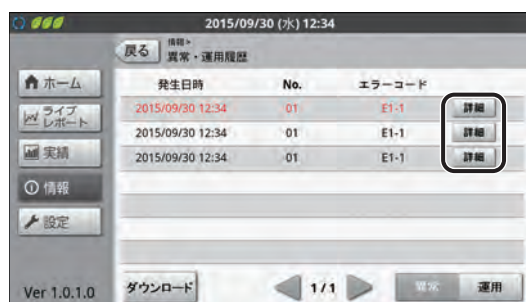 2015/09/30 (水) 12:34
戻る
情報>
異常・運用履歴
ホーム
ライブ
レポート
実績
情報
設定
Ver 1.0.1.0
発生日時 No. エラーコード
2015/09/30 12:34 01 E1-1 詳細
2015/09/30 12:34 01 E1-1 詳細
2015/09/30 12:34 01 E1-1 詳細
ダウンロード 1/1 異常 運用